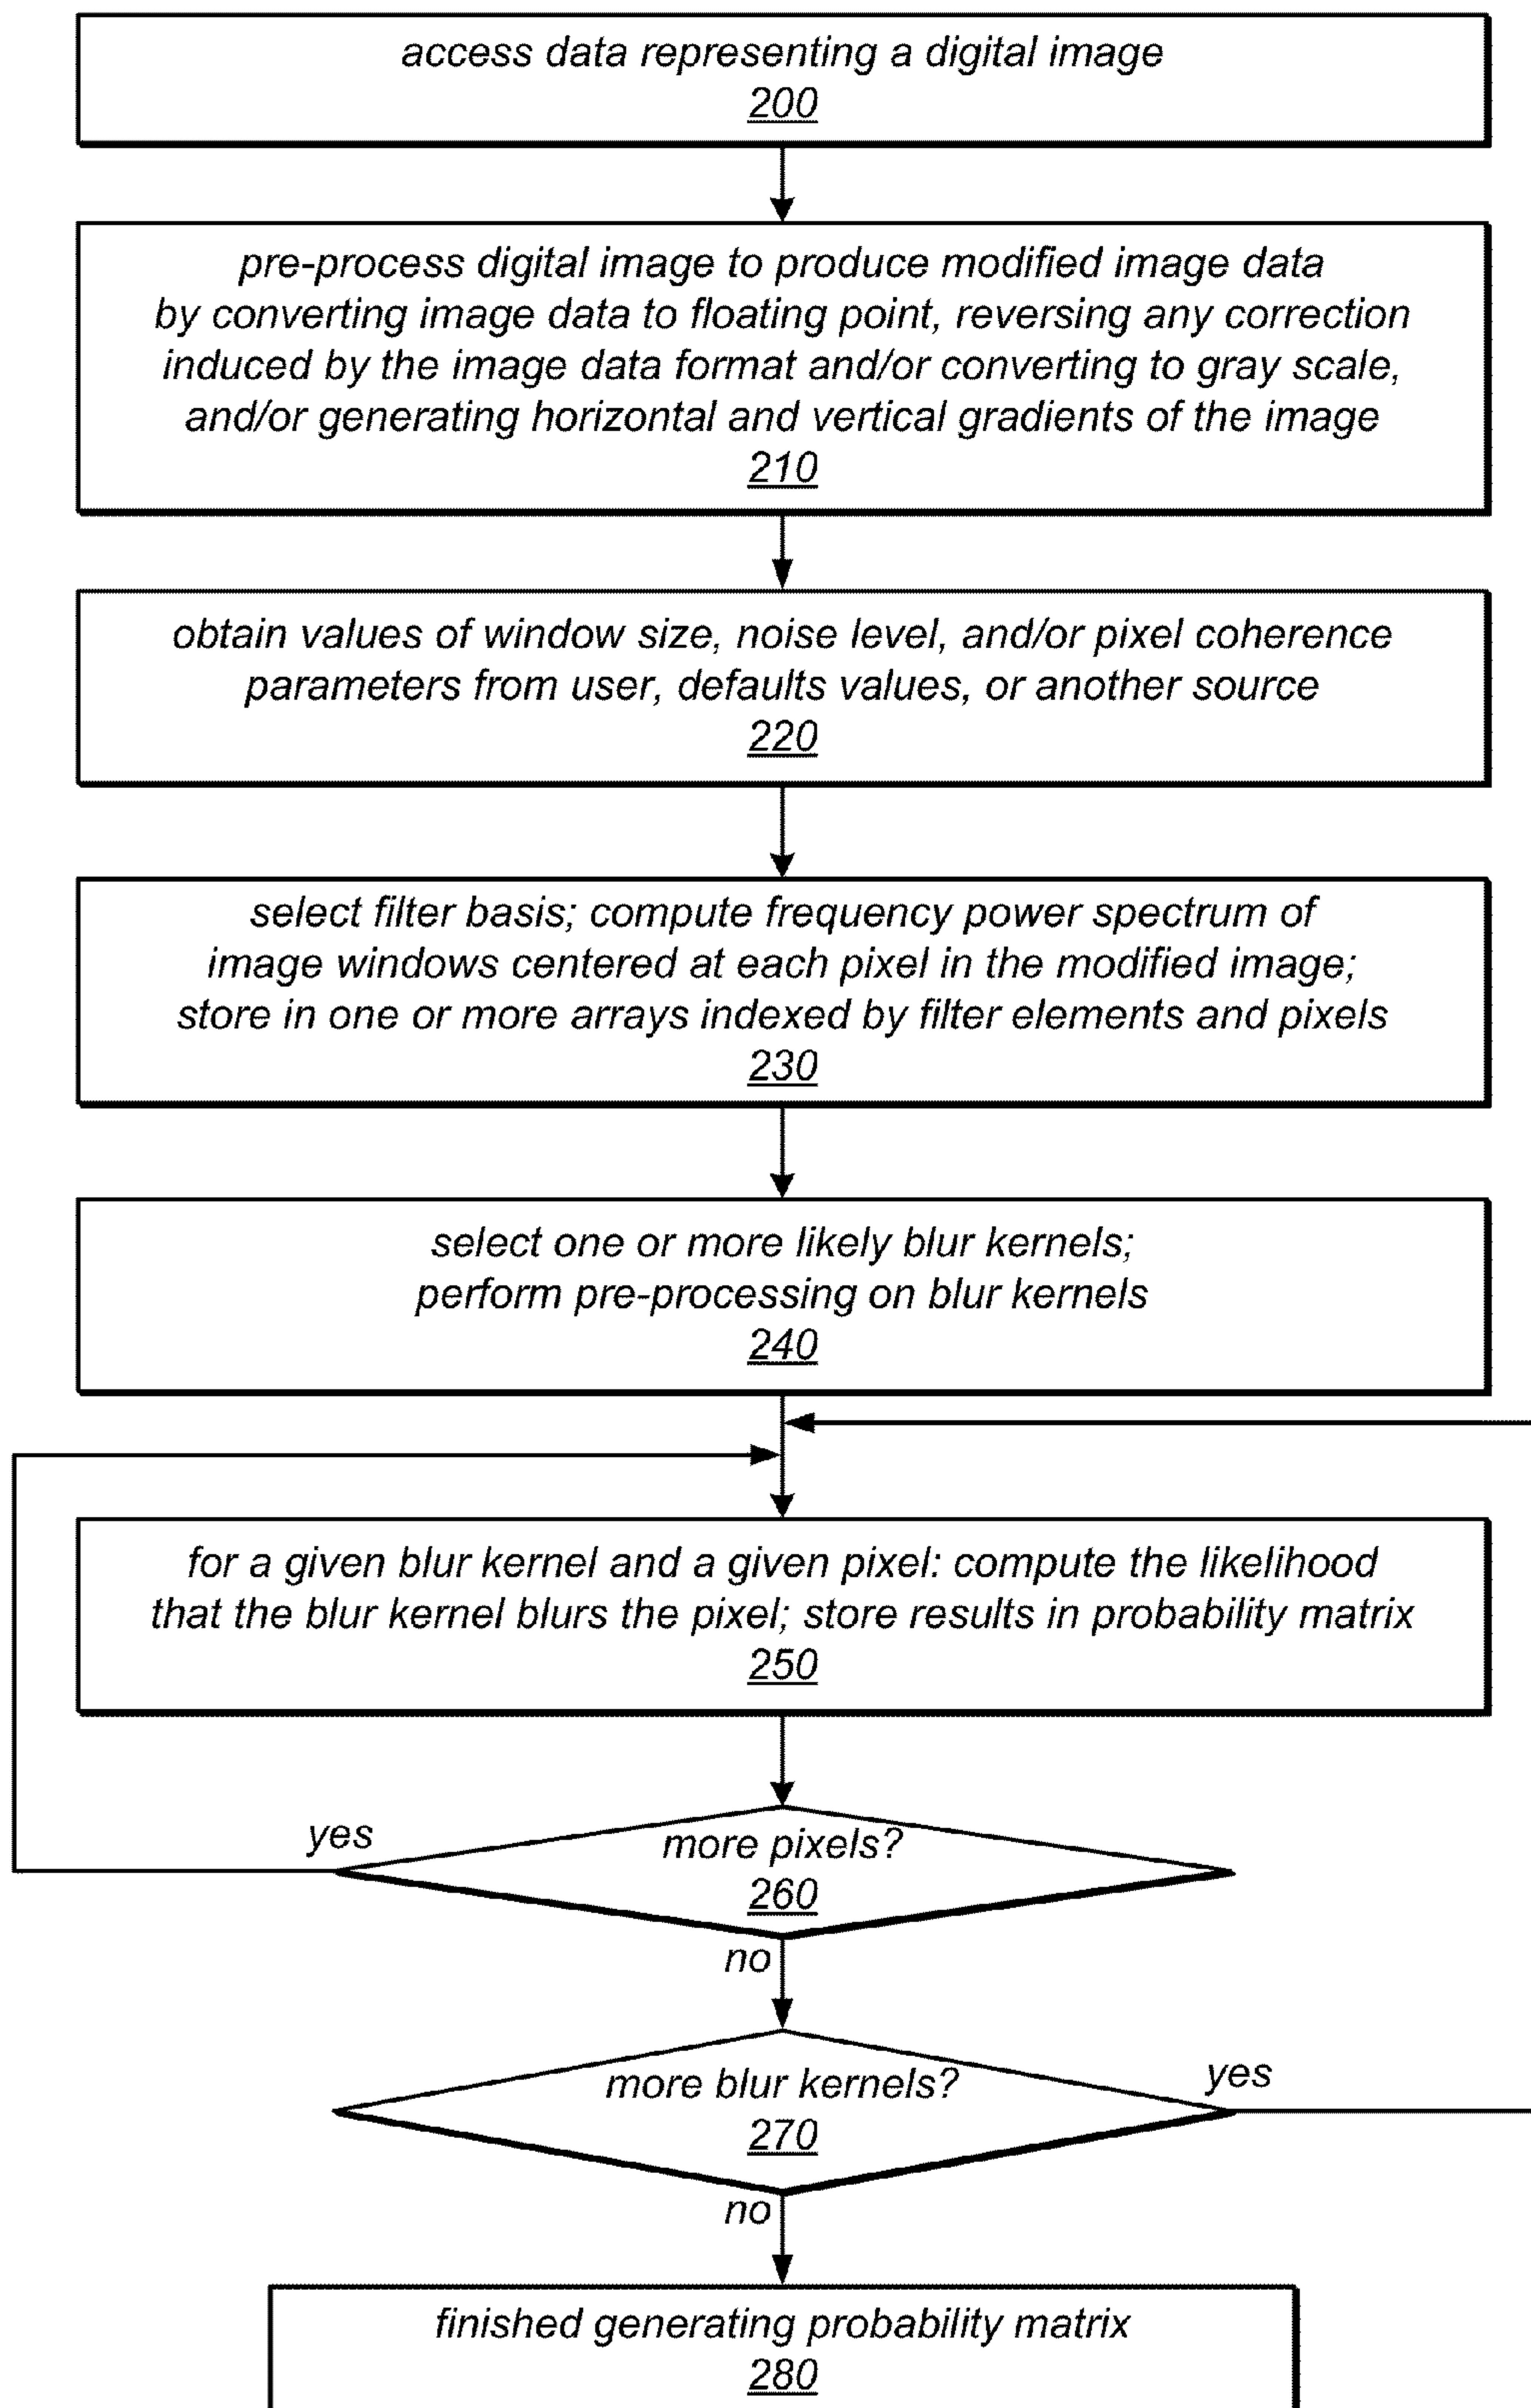 access data representing a digital image
200
pre-process digital image to produce modified image data
by converting image data to floating point, reversing any correction
induced by the image data format and/or converting to gray scale,
and/or generating horizontal and vertical gradients of the image
210
obtain values of window size, noise level, and/or pixel coherence
parameters from user, defaults values, or another source
220
select filter basis; compute frequency power spectrum of
image windows centered at each pixel in the modified image;
store in one or more arrays indexed by filter elements and pixels
230
select one or more likely blur kernels;
perform pre-processing on blur kernels
240
for a given blur kernel and a given pixel: compute the likelihood
that the blur kernel blurs the pixel; store results in probability matrix
250
yes
more pixels?
260
no
more blur kernels?
yes
270
no
finished generating probability matrix
280